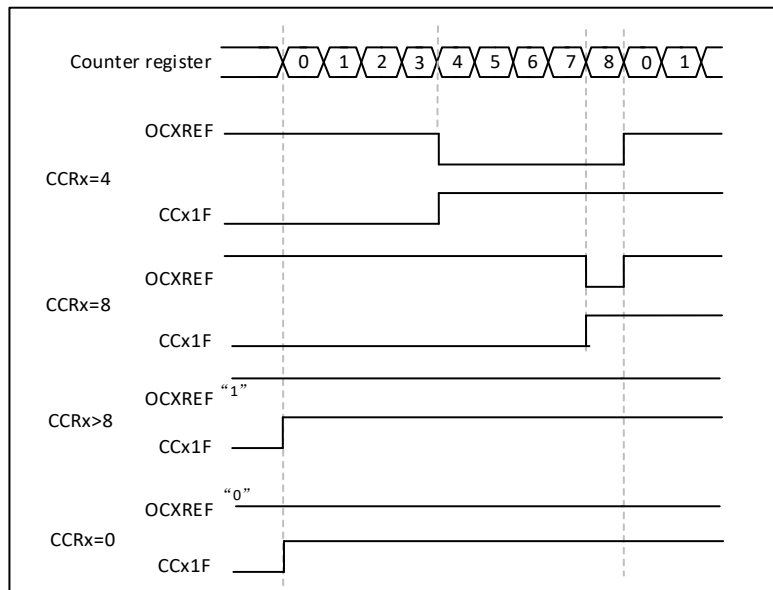 Counter register 0 1 2 3 4 5 6 7 8 0 1
OCXREF
CCRx=4
CCx1F
OCXREF
CCRx=8
CCx1F
OCXREF “1”
CCRx>8
CCx1F
OCXREF “0”
CCRx=0
CCx1F